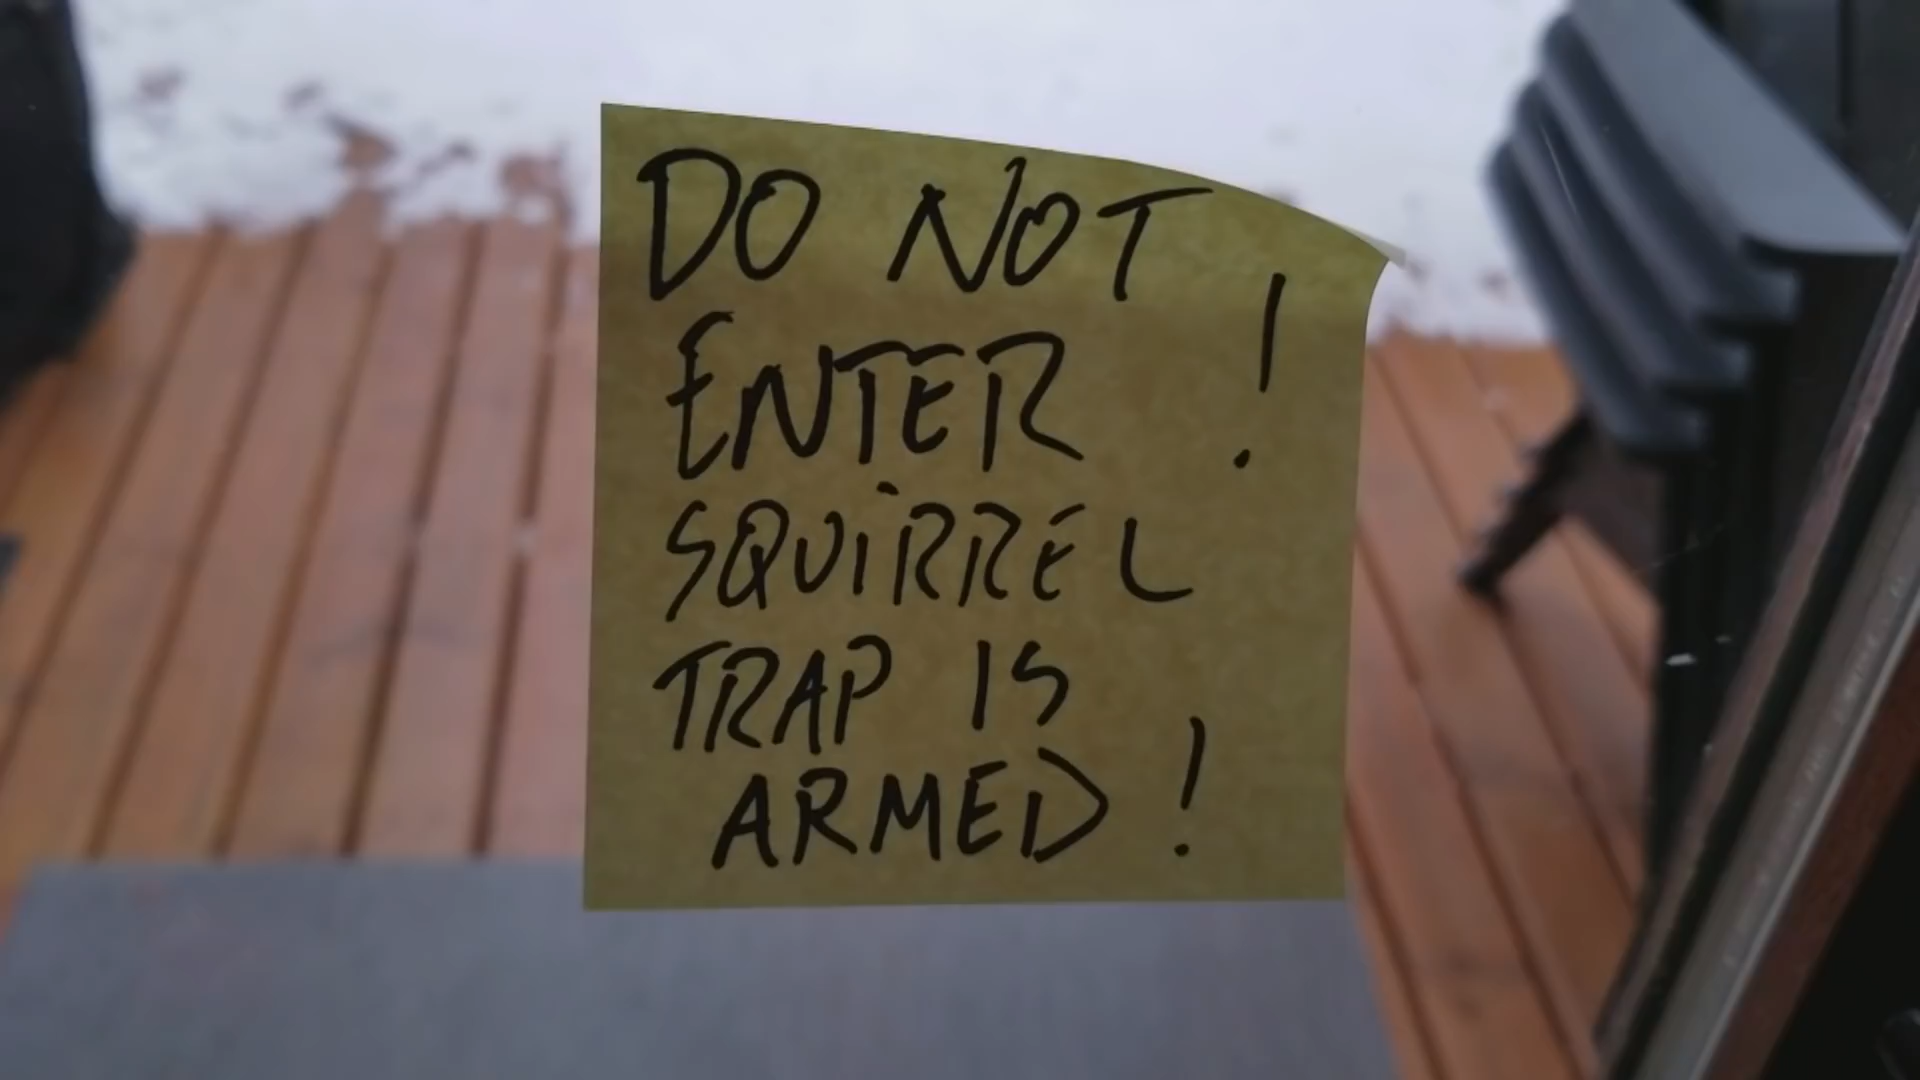 DO NOT
ENTER !
SQUIRREL
TRAP IS
ARMED !